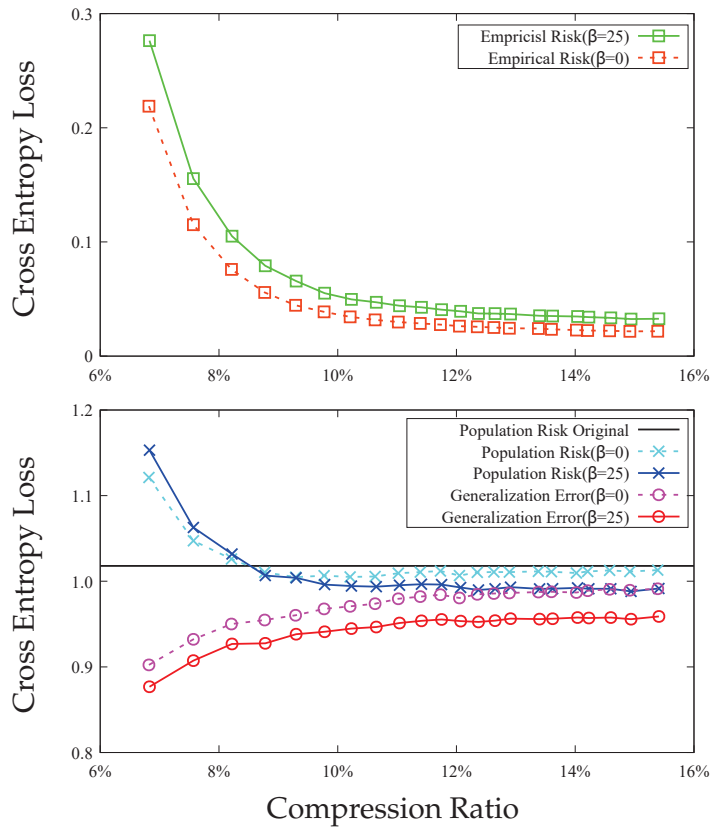 Cross Entropy Loss
0.3
0.2
0.1
0
Empricisl Risk(β=25)
Empirical Risk(β=0)
6%
8%
10%
12%
14%
16%
Cross Entropy Loss
1.2
1.1
1.0
0.9
0.8
Population Risk Original
Population Risk(β=0)
Population Risk(β=25)
Generalization Error(β=0)
Generalization Error(β=25)
6%
8%
10%
12%
14%
16%
Compression Ratio